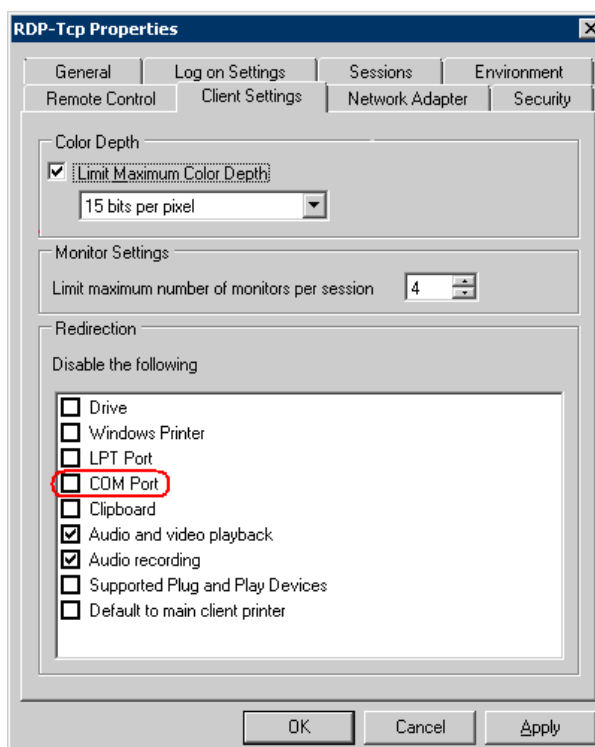 RDP-Tcp Properties
General Log on Settings Sessions Environment
Remote Control Client Settings Network Adapter Security
Color Depth
Limit Maximum Color Depth
15 bits per pixel
Monitor Settings
Limit maximum number of monitors per session 4
Redirection
Disable the following
Drive
Windows Printer
LPT Port
COM Port
Clipboard
Audio and video playback
Audio recording
Supported Plug and Play Devices
Default to main client printer
OK Cancel Apply